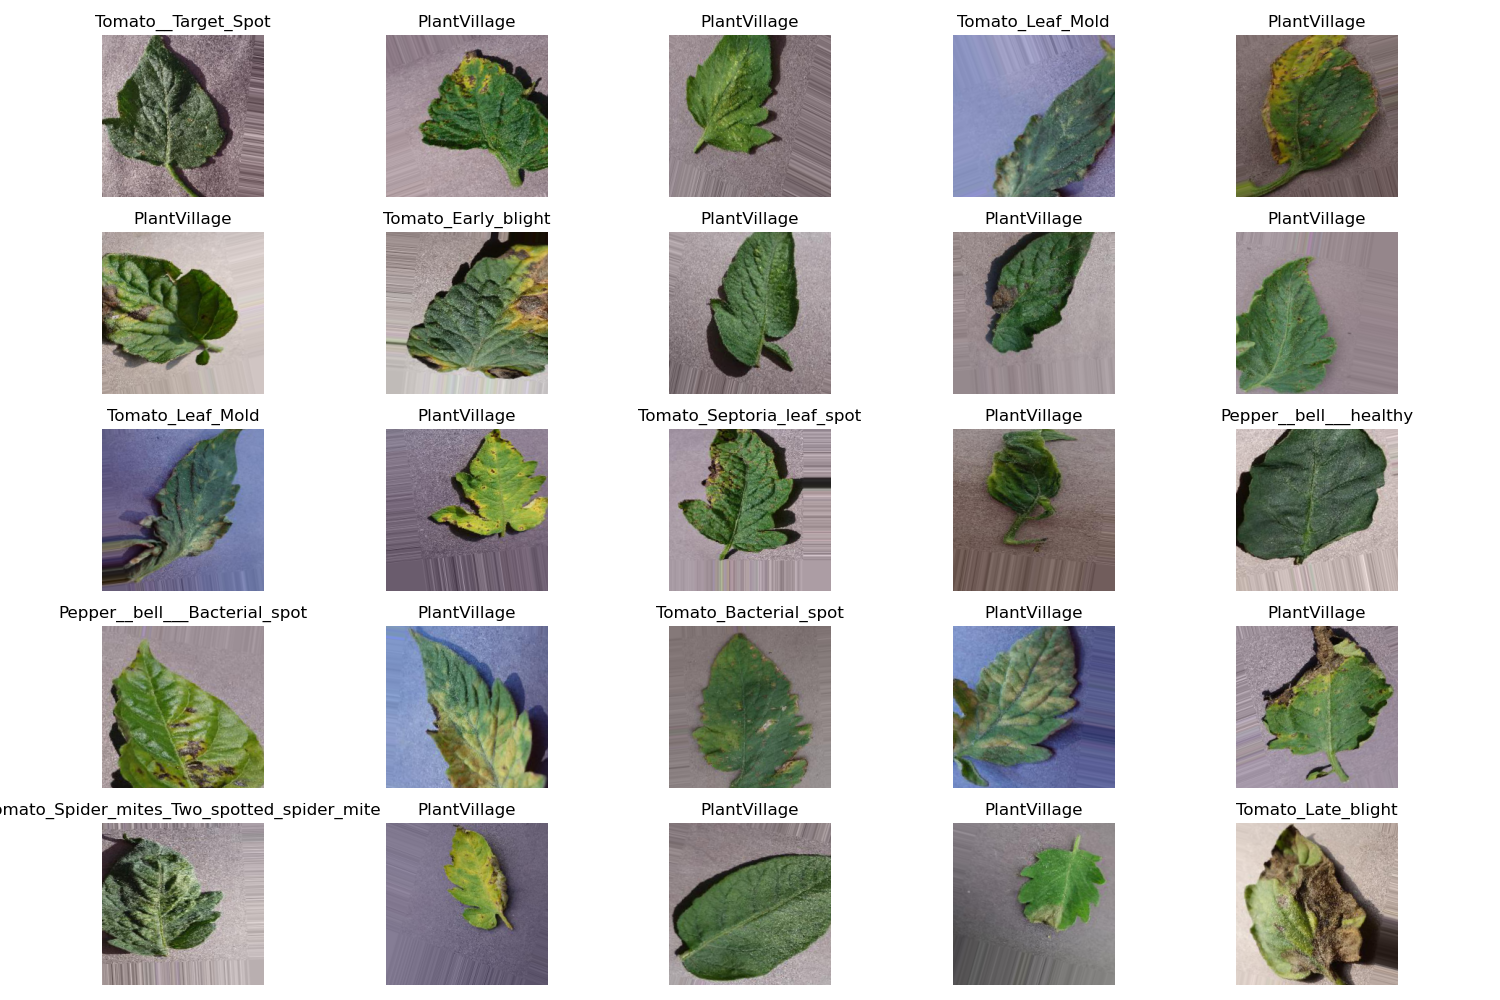 Tomato__Target_Spot
PlantVillage
PlantVillage
Tomato_Leaf_Mold
PlantVillage
PlantVillage
Tomato_Early_blight
PlantVillage
PlantVillage
PlantVillage
Tomato_Leaf_Mold
PlantVillage
Tomato_Septoria_leaf_spot
PlantVillage
Pepper__bell___healthy
Pepper__bell___Bacterial_spot
PlantVillage
Tomato_Bacterial_spot
PlantVillage
PlantVillage
omato_Spider_mites_Two_spotted_spider_mite
PlantVillage
PlantVillage
PlantVillage
Tomato_Late_blight